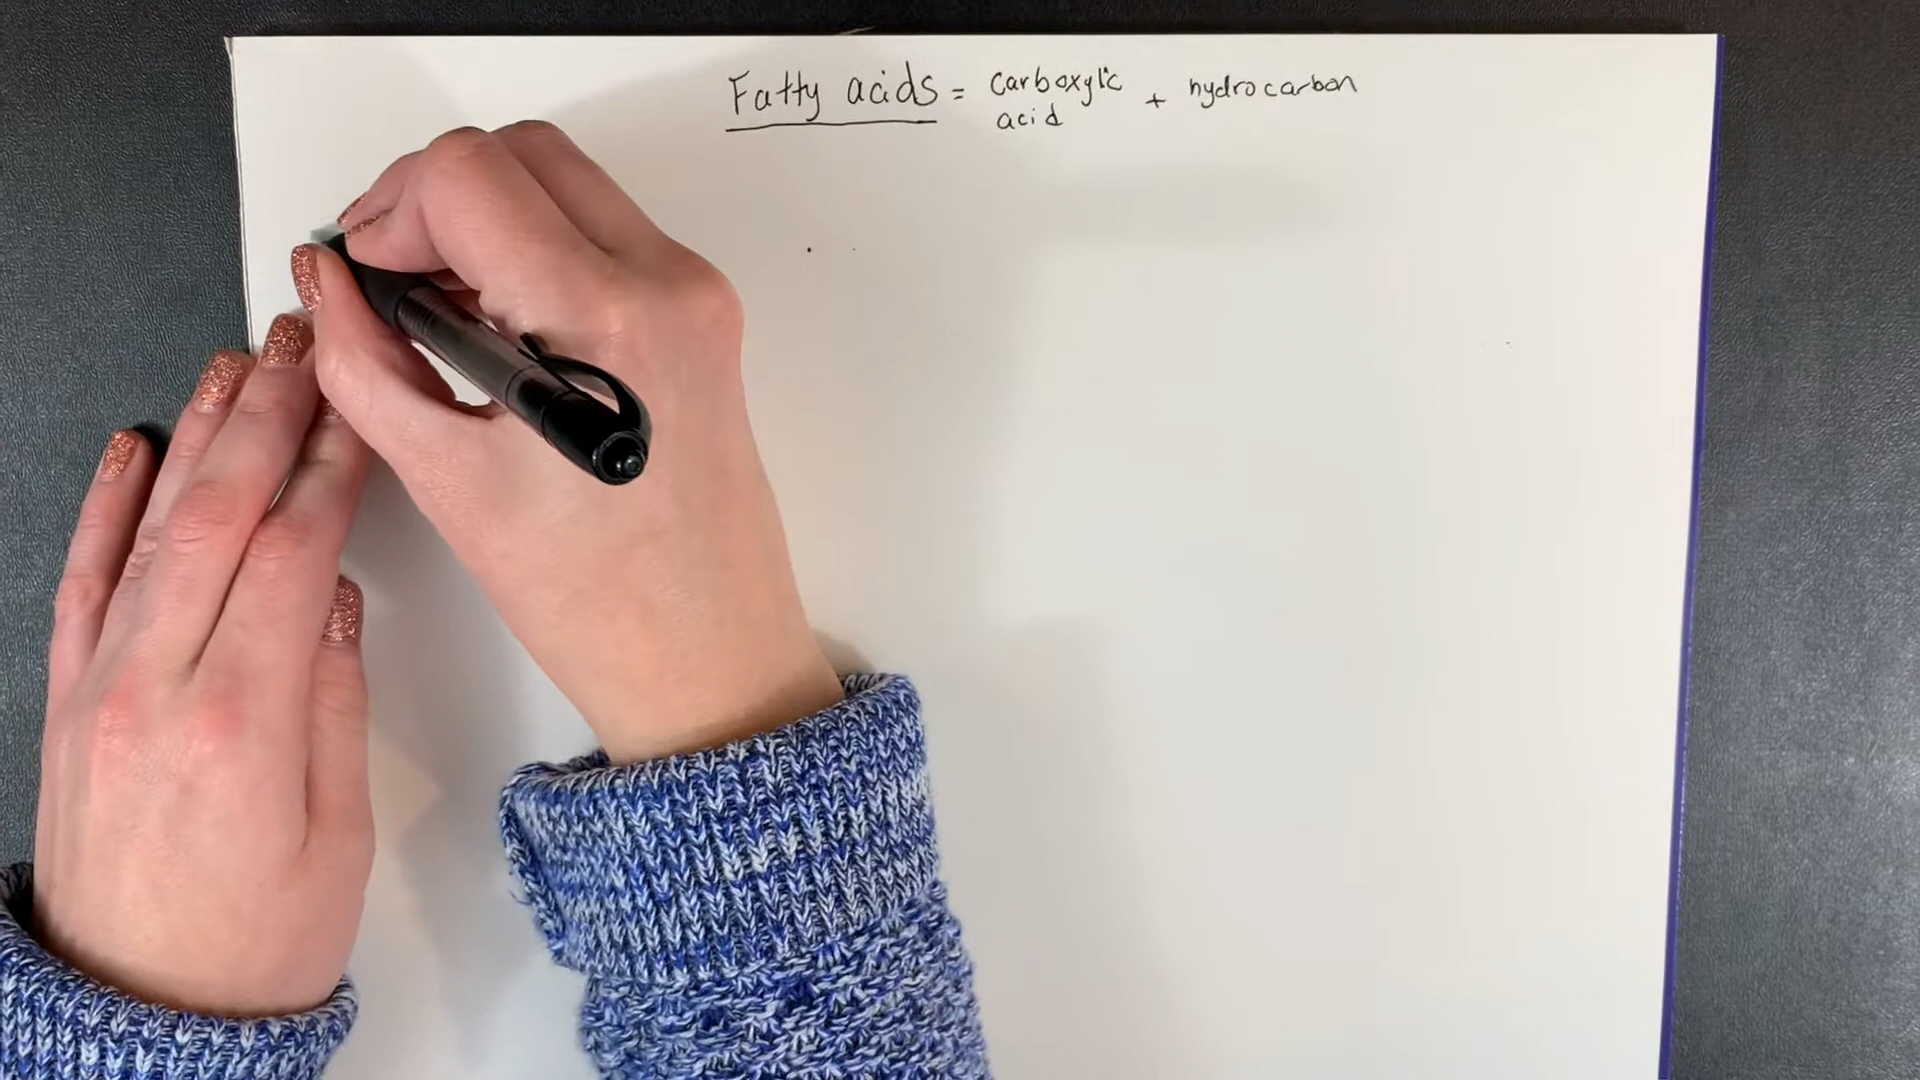 Fatty acids = carboxylic + hydrocarbon
acid